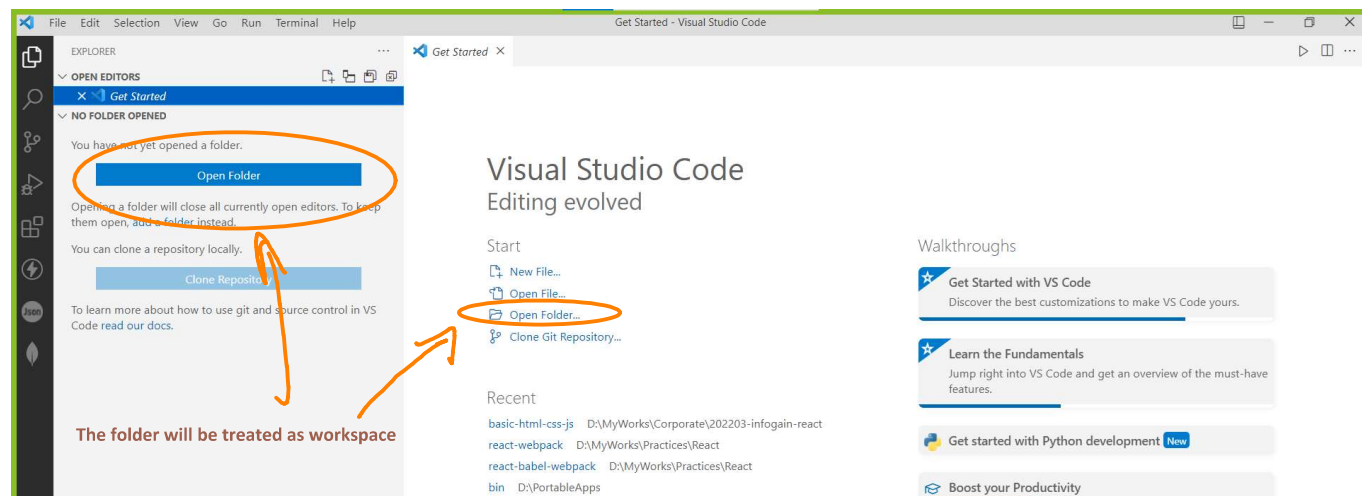 File Edit Selection View Go Run Terminal Help
Get Started - Visual Studio Code
EXPLORER
Get Started
OPEN EDITORS
Get Started
NO FOLDER OPENED
You have not yet opened a folder.
Open Folder
Opening a folder will close all currently open editors. To keep
them open, add a folder instead.
You can clone a repository locally.
Clone Repository
To learn more about how to use git and source control in VS
Code read our docs.
Json
The folder will be treated as workspace
Visual Studio Code
Editing evolved
Start
New File...
Open File...
Open Folder...
Clone Git Repository...
Recent
basic-html-css-js D:\MyWorks\Corporate\202203-infogain-react
react-webpack D:\MyWorks\Practices\React
react-babel-webpack D:\MyWorks\Practices\React
bin D:\PortableApps
Walkthroughs
Get Started with VS Code
Discover the best customizations to make VS Code yours.
Learn the Fundamentals
Jump right into VS Code and get an overview of the must-have
features.
Get started with Python development New
Boost your Productivity